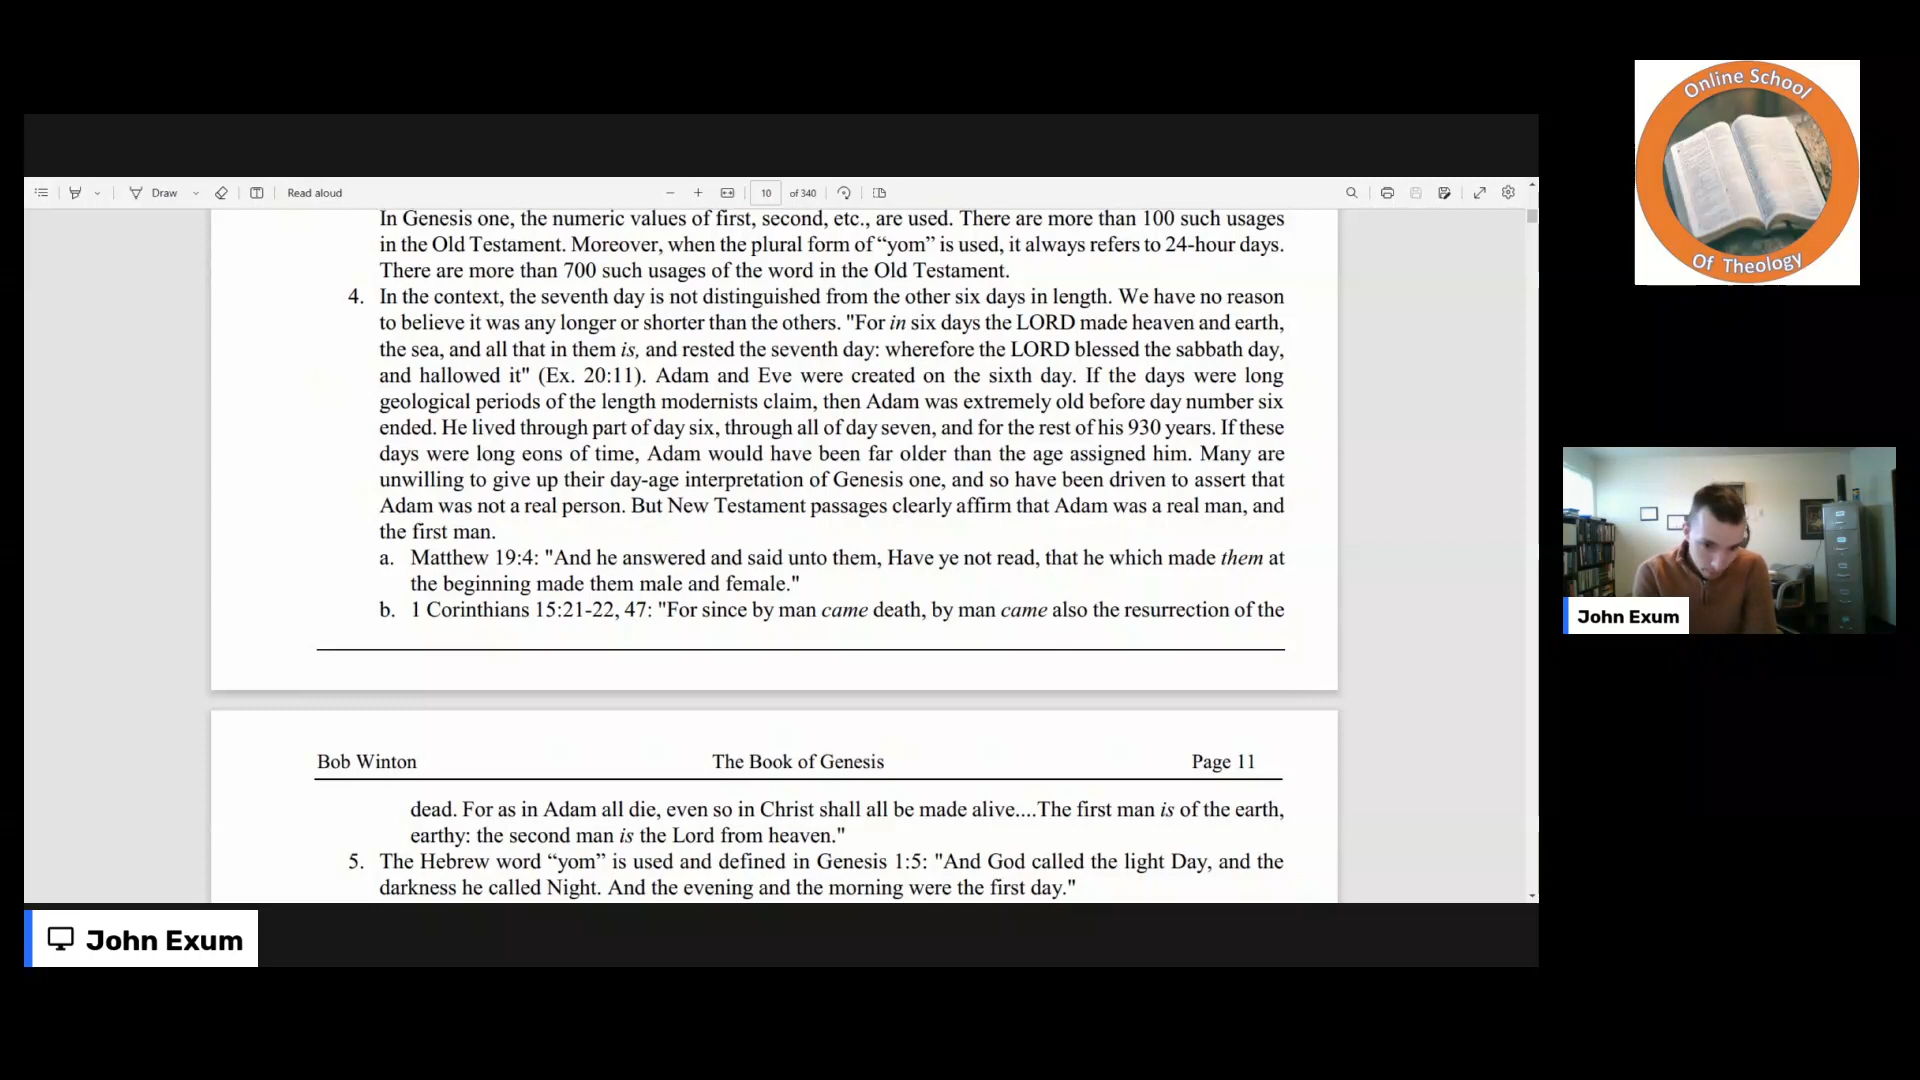 Online School
Of Theology
Draw
Read aloud
10 of 340
In Genesis one, the numeric values of first, second, etc., are used. There are more than 100 such usages
in the Old Testament. Moreover, when the plural form of “yom” is used, it always refers to 24-hour days.
There are more than 700 such usages of the word in the Old Testament.
4. In the context, the seventh day is not distinguished from the other six days in length. We have no reason
to believe it was any longer or shorter than the others. "For in six days the LORD made heaven and earth,
the sea, and all that in them is, and rested the seventh day: wherefore the LORD blessed the sabbath day,
and hallowed it" (Ex. 20:11). Adam and Eve were created on the sixth day. If the days were long
geological periods of the length modernists claim, then Adam was extremely old before day number six
ended. He lived through part of day six, through all of day seven, and for the rest of his 930 years. If these
days were long eons of time, Adam would have been far older than the age assigned him. Many are
unwilling to give up their day-age interpretation of Genesis one, and so have been driven to assert that
Adam was not a real person. But New Testament passages clearly affirm that Adam was a real man, and
the first man.
a. Matthew 19:4: "And he answered and said unto them, Have ye not read, that he which made them at
the beginning made them male and female."
b. 1 Corinthians 15:21-22, 47: "For since by man came death, by man came also the resurrection of the
Bob Winton The Book of Genesis Page 11
dead. For as in Adam all die, even so in Christ shall all be made alive....The first man is of the earth,
earthy: the second man is the Lord from heaven."
5. The Hebrew word “yom” is used and defined in Genesis 1:5: "And God called the light Day, and the
darkness he called Night. And the evening and the morning were the first day."
John Exum
John Exum